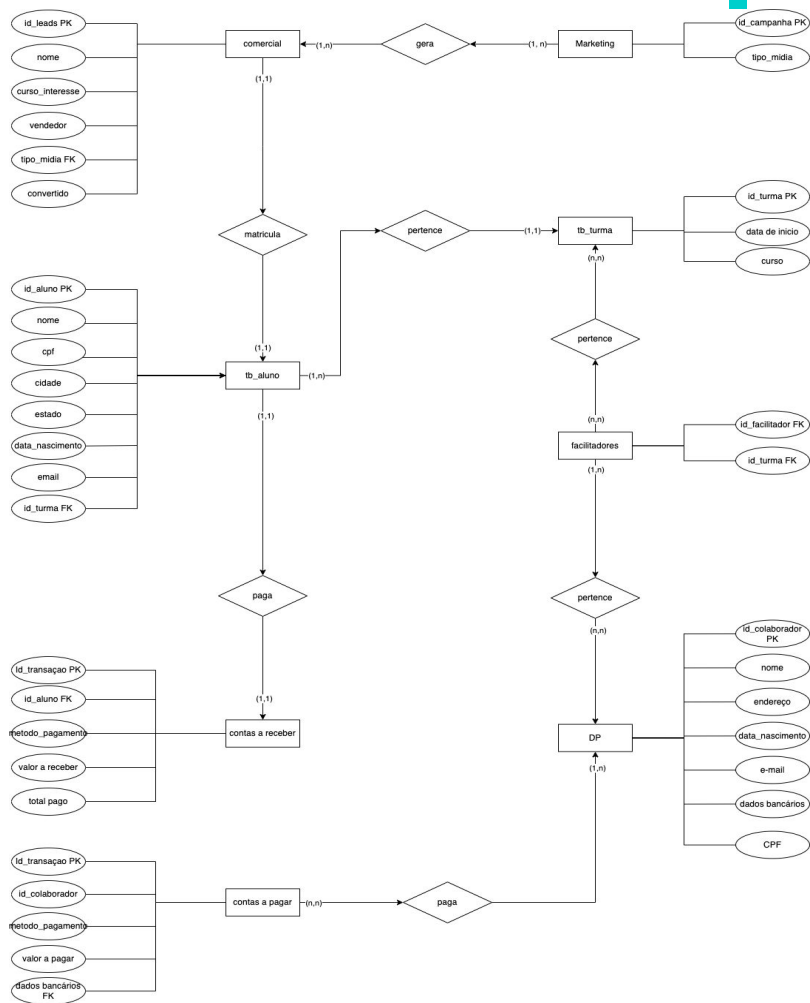 id_leads PK
nome
curso_interesse
vendedor
tipo_midia FK
convertido
comercial
(1,n)
gera
(1, n)
Marketing
id_campanha PK
tipo_midia
(1,1)
matricula
(1,1)
pertence
(1,1)
tb_turma
id_turma PK
data de inicio
curso
(n,n)
pertence
(n,n)
id_aluno PK
nome
cpf
cidade
estado
data_nascimento
email
id_turma FK
tb_aluno
(1,n)
(1,1)
facilitadores
id_facilitador FK
id_turma FK
(1,n)
paga
(1,1)
pertence
(n,n)
Id_transaçao PK
id_aluno FK
metodo_pagamento
valor a receber
total pago
contas a receber
DP
id_colaborador
PK
nome
endereço
data_nascimento
e-mail
dados bancários
CPF
(1,n)
Id_transaçao PK
id_colaborador
metodo_pagamento
valor a pagar
dados bancários
FK
contas a pagar
(n,n)
paga